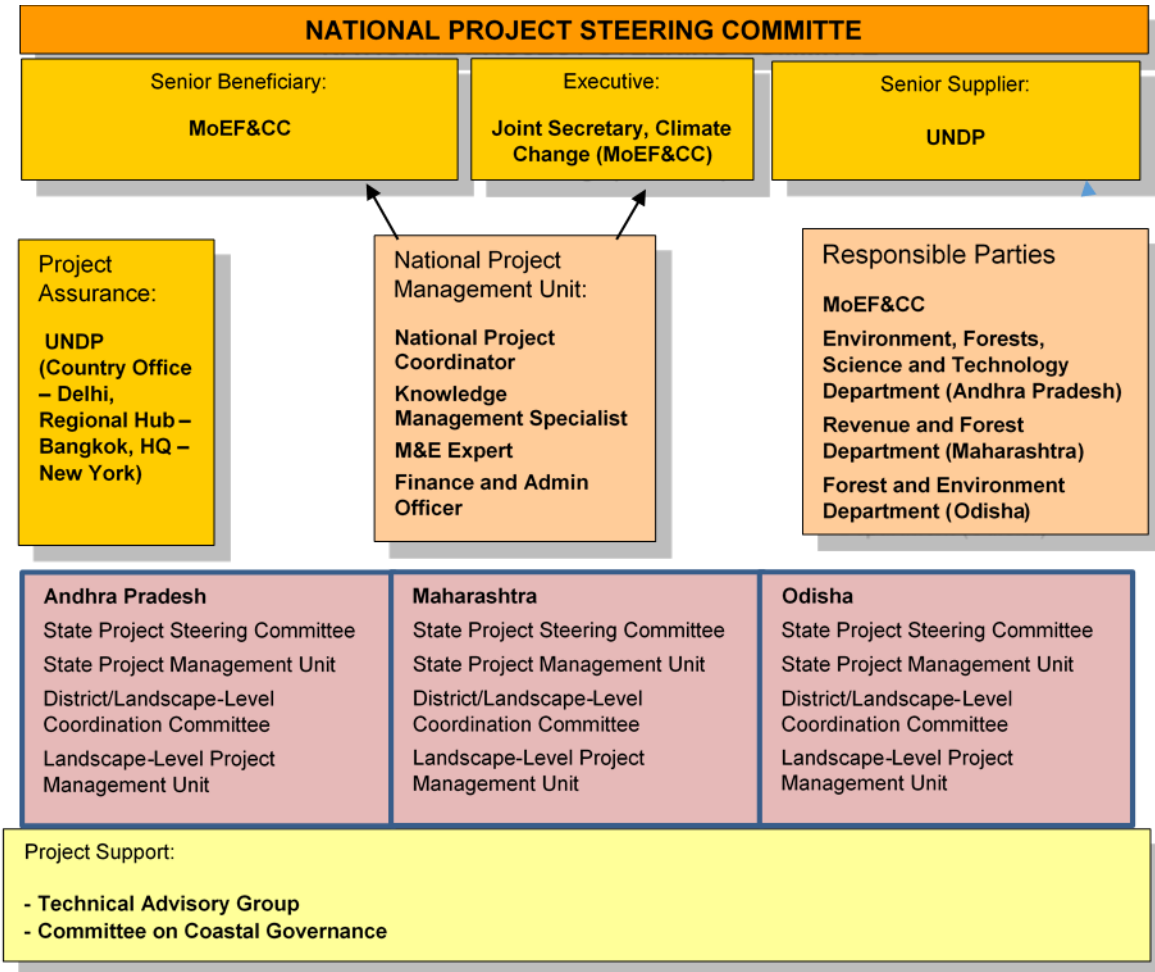 NATIONAL PROJECT STEERING COMMITTE
Senior Beneficiary:
MoEF&CC
Executive:
Joint Secretary, Climate
Change (MoEF&CC)
Senior Supplier:
UNDP
Project
Assurance:
UNDP
(Country Office
– Delhi,
Regional Hub –
Bangkok, HQ –
New York)
National Project
Management Unit:
National Project
Coordinator
Knowledge
Management Specialist
M&E Expert
Finance and Admin
Officer
Responsible Parties
MoEF&CC
Environment, Forests,
Science and Technology
Department (Andhra Pradesh)
Revenue and Forest
Department (Maharashtra)
Forest and Environment
Department (Odisha)
Andhra Pradesh
State Project Steering Committee
State Project Management Unit
District/Landscape-Level
Coordination Committee
Landscape-Level Project
Management Unit
Maharashtra
State Project Steering Committee
State Project Management Unit
District/Landscape-Level
Coordination Committee
Landscape-Level Project
Management Unit
Odisha
State Project Steering Committee
State Project Management Unit
District/Landscape-Level
Coordination Committee
Landscape-Level Project
Management Unit
Project Support:
- Technical Advisory Group
- Committee on Coastal Governance